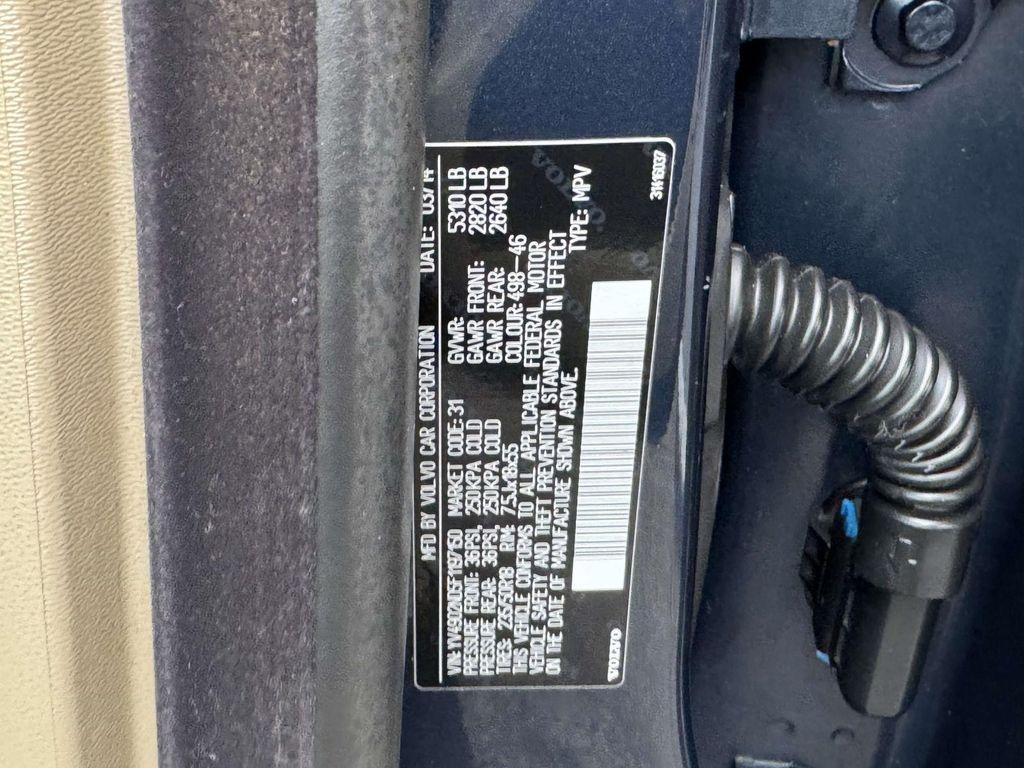 MFD BY VOLVO CAR CORPORATION DATE: 03/14
VIN: YV4902ND5F1197150 MARKET CODE:31 GVWR: 5310 LB
PRESSURE FRONT: 36PSI, 250KPA COLD GAWR FRONT: 2820 LB
PRESSURE REAR: 36PSI, 250KPA COLD GAWR REAR: 2640 LB
TIRES: 235/50R18 RIM: 7.5Jx18x55 COLOUR: 498-46
THIS VEHICLE CONFORMS TO ALL APPLICABLE FEDERAL MOTOR
VEHICLE SAFETY AND THEFT PREVENTION STANDARDS IN EFFECT
ON THE DATE OF MANUFACTURE SHOWN ABOVE. TYPE: MPV
VOLVO 31416037